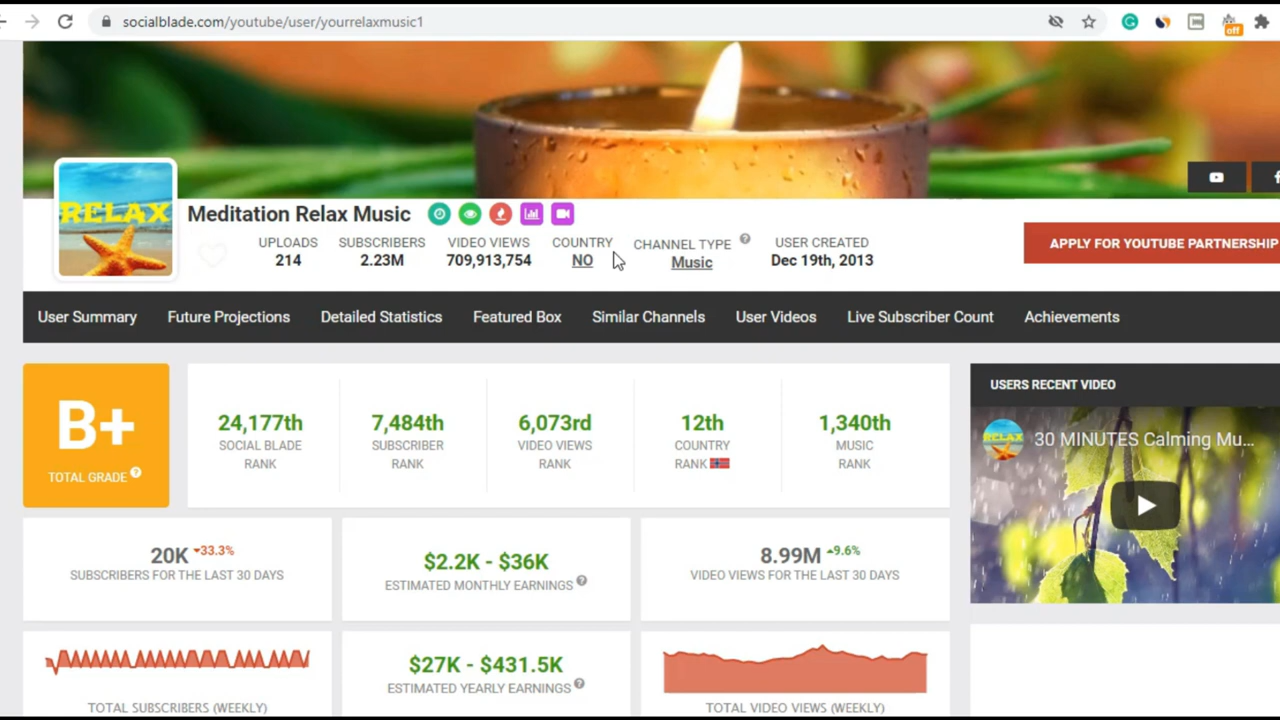 socialblade.com/youtube/user/yourrelaxmusic1
off
RELAX
Meditation Relax Music
UPLOADS
214
SUBSCRIBERS
2.23M
VIDEO VIEWS
709,913,754
COUNTRY
NO
CHANNEL TYPE ?
Music
USER CREATED
Dec 19th, 2013
APPLY FOR YOUTUBE PARTNERSHIP
User Summary
Future Projections
Detailed Statistics
Featured Box
Similar Channels
User Videos
Live Subscriber Count
Achievements
B+
TOTAL GRADE ?
24,177th
SOCIAL BLADE
RANK
7,484th
SUBSCRIBER
RANK
6,073rd
VIDEO VIEWS
RANK
12th
COUNTRY
RANK
1,340th
MUSIC
RANK
USERS RECENT VIDEO
RELAX
30 MINUTES Calming Mu...
20K 33.3%
SUBSCRIBERS FOR THE LAST 30 DAYS
$2.2K - $36K
ESTIMATED MONTHLY EARNINGS ?
8.99M 9.6%
VIDEO VIEWS FOR THE LAST 30 DAYS
TOTAL SUBSCRIBERS (WEEKLY)
$27K - $431.5K
ESTIMATED YEARLY EARNINGS ?
TOTAL VIDEO VIEWS (WEEKLY)